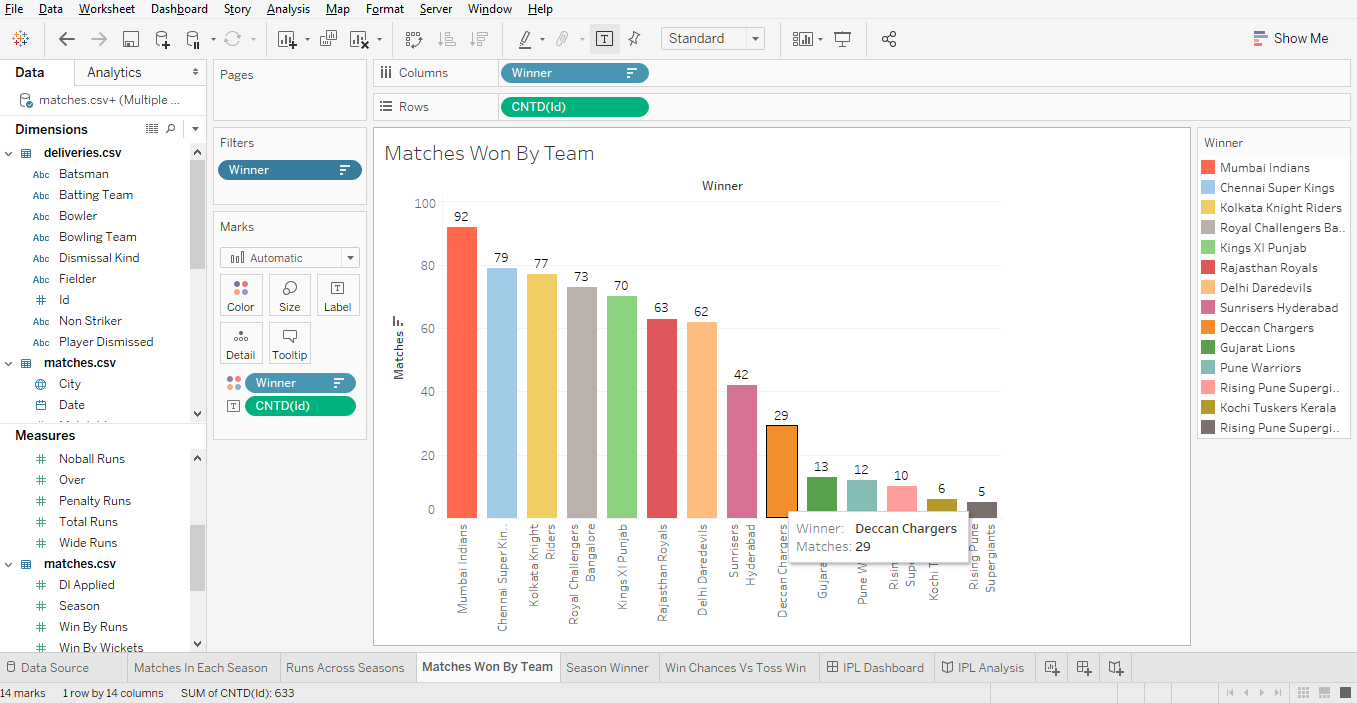 File Data Worksheet Dashboard Story Analysis Map Format Server Window Help
Standard
Show Me
Data Analytics
matches.csv+ (Multiple ...
Dimensions
deliveries.csv
Abc Batsman
Abc Batting Team
Abc Bowler
Abc Bowling Team
Abc Dismissal Kind
Abc Fielder
# Id
Abc Non Striker
Abc Player Dismissed
matches.csv
City
Date
Measures
# Noball Runs
# Over
# Penalty Runs
# Total Runs
# Wide Runs
matches.csv
# Dl Applied
# Season
# Win By Runs
# Win By Wickets
Pages
Filters
Winner
Marks
Automatic
Color Size Label
Detail Tooltip
Winner
CNTD(Id)
Columns Winner
Rows CNTD(Id)
Matches Won By Team
Winner
Matches
100
80
60
40
20
0
92 79 77 73 70 63 62 42 29 13 12 10 6 5
Mumbai Indians
Chennai Super Kin..
Kolkata Knight
Riders
Royal Challengers
Bangalore
Kings XI Punjab
Rajasthan Royals
Delhi Daredevils
Sunrisers
Hyderabad
Deccan Chargers
Rising Pune
Supergiants
Winner: Deccan Chargers
Matches: 29
Winner
Mumbai Indians
Chennai Super Kings
Kolkata Knight Riders
Royal Challengers Ba..
Kings XI Punjab
Rajasthan Royals
Delhi Daredevils
Sunrisers Hyderabad
Deccan Chargers
Gujarat Lions
Pune Warriors
Rising Pune Supergi..
Kochi Tuskers Kerala
Rising Pune Supergi..
Data Source Matches In Each Season Runs Across Seasons Matches Won By Team Season Winner Win Chances Vs Toss Win IPL Dashboard IPL Analysis
14 marks 1 row by 14 columns SUM of CNTD(Id): 633